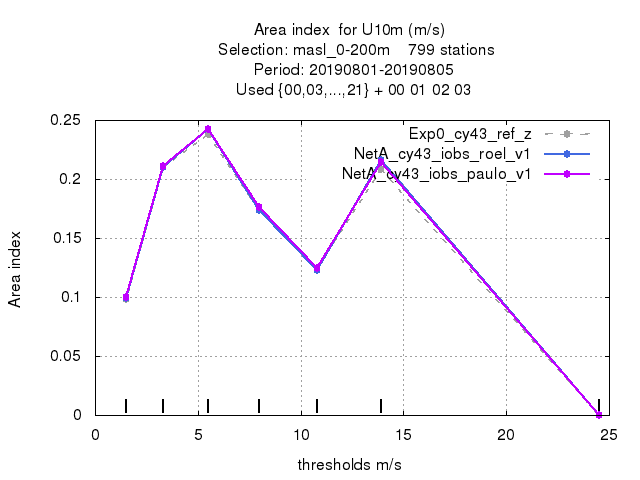 Area index  for U10m (m/s)
Selection: masl_0-200m    799 stations
Period: 20190801-20190805
Used {00,03,...,21} + 00 01 02 03
Exp0_cy43_ref_z
NetA_cy43_iobs_roel_v1
NetA_cy43_iobs_paulo_v1
0.25
0.2
0.15
0.1
0.05
0
Area index
0 5 10 15 20 25
thresholds m/s